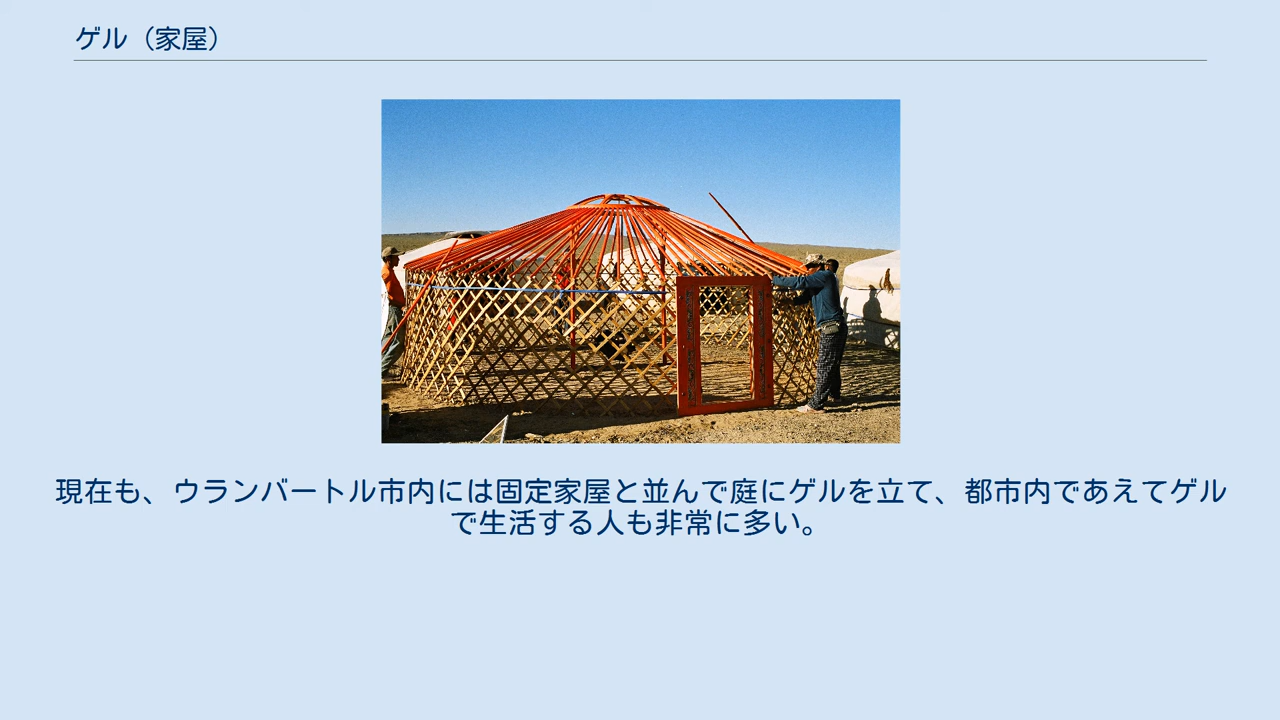 ゲル（家屋）
現在も、ウランバートル市内には固定家屋と並んで庭にゲルを立て、都市内であえてゲル
で生活する人も非常に多い。